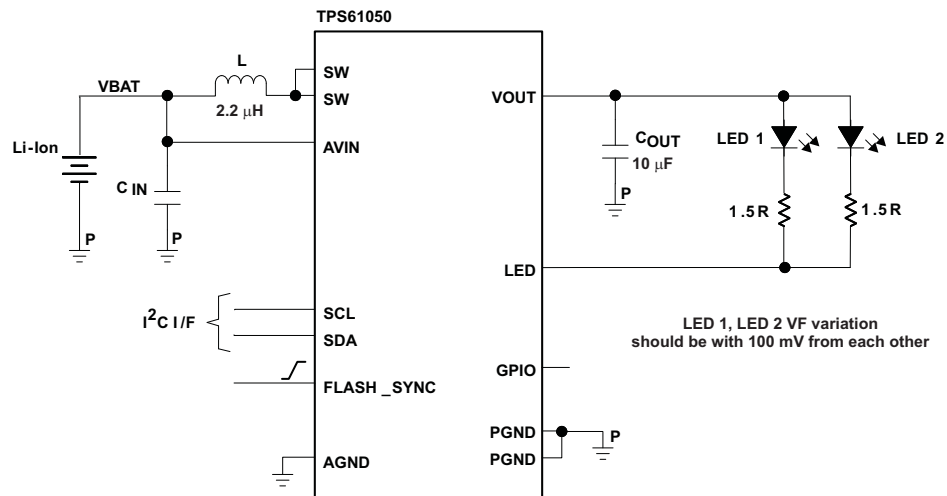 TPS61050
L
SW
VBAT
SW
VOUT
2.2 μH
LED 1
LED 2
Li-Ion
AVIN
COUT
10 μF
C IN
P
1.5R
1.5R
P
P
LED
SCL
I2C I/F
SDA
LED 1, LED 2 VF variation
should be with 100 mV from each other
GPIO
FLASH _SYNC
PGND
P
AGND
PGND